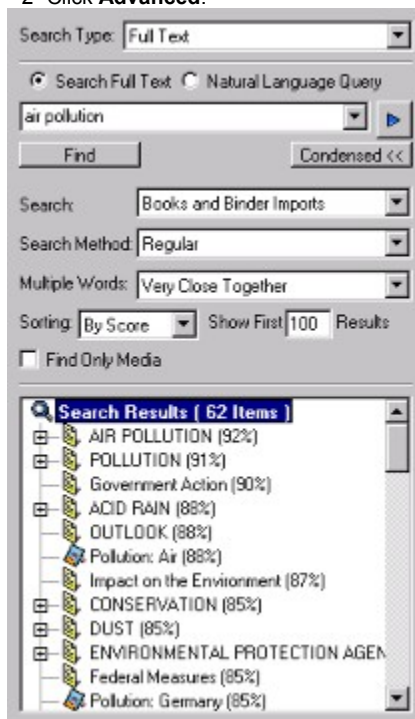 2 Click Advanced.
Search Type: Full Text
Search Full Text Natural Language Query
air pollution
Find Condensed <<
Search: Books and Binder Imports
Search Method: Regular
Multiple Words: Very Close Together
Sorting: By Score Show First 100 Results
Find Only Media
Search Results ( 62 Items )
AIR POLLUTION (92%)
POLLUTION (91%)
Government Action (90%)
ACID RAIN (88%)
OUTLOOK (88%)
Pollution: Air (88%)
Impact on the Environment (87%)
CONSERVATION (85%)
DUST (85%)
ENVIRONMENTAL PROTECTION AGEN
Federal Measures (85%)
Pollution: Germany (85%)